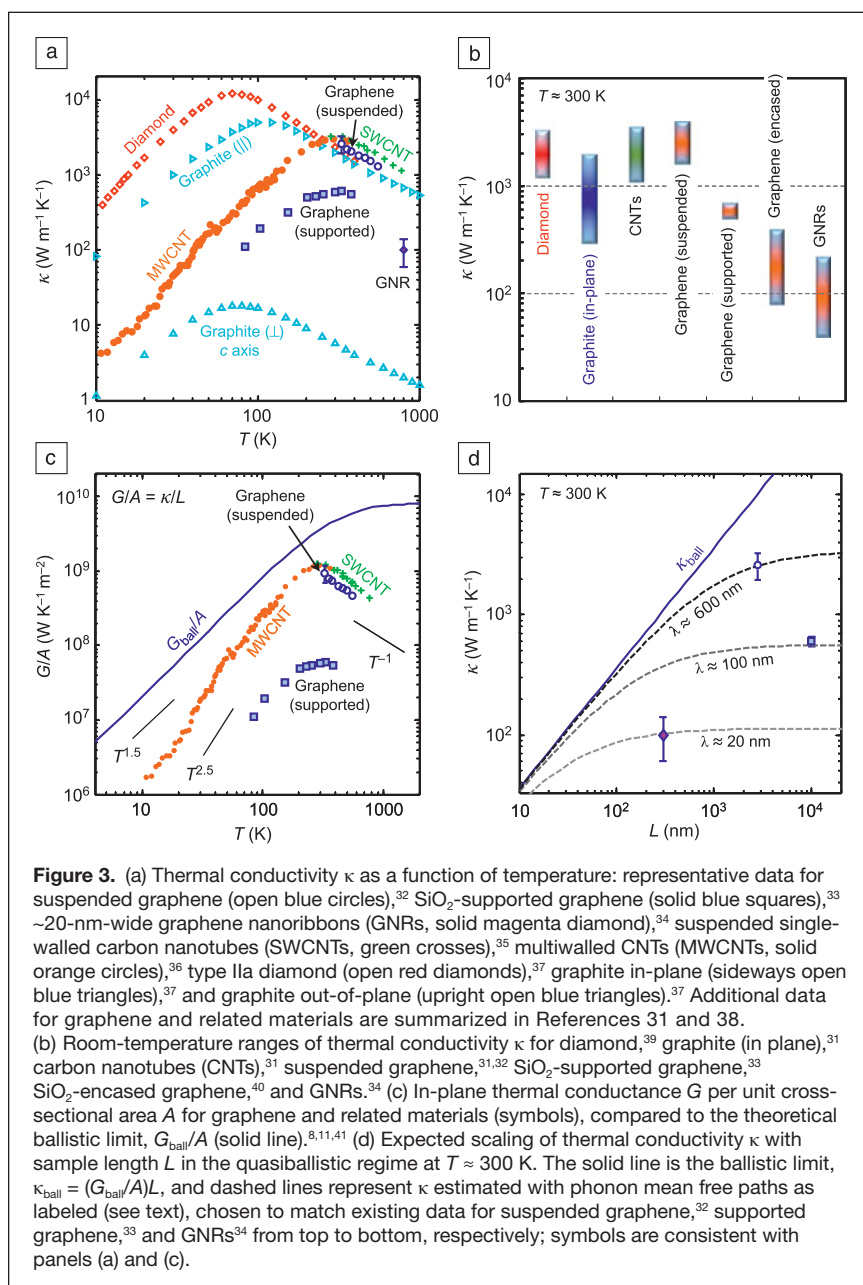 a
Diamond
Graphite (||)
MWCNT
Graphene
(suspended)
SWCNT
Graphene
(supported)
GNR
Graphite (⊥)
c axis
κ (W m⁻¹ K⁻¹)
10⁴
10³
10²
10
1
10
100
1000
T (K)
b
T ≈ 300 K
κ (W m⁻¹ K⁻¹)
10⁴
10³
10²
10
Diamond
Graphite (in-plane)
CNTs
Graphene (suspended)
Graphene (supported)
Graphene (encased)
GNRs
c
G/A = κ/L
Graphene
(suspended)
SWCNT
G_ball/A
MWCNT
T⁻¹
Graphene
(supported)
T¹·⁵
T²·⁵
G/A (W K⁻¹ m⁻²)
10¹⁰
10⁹
10⁸
10⁷
10⁶
10
100
1000
T (K)
d
T ≈ 300 K
κ_ball
λ ≈ 600 nm
λ ≈ 100 nm
λ ≈ 20 nm
κ (W m⁻¹ K⁻¹)
10⁴
10³
10²
10
10²
10³
10⁴
L (nm)
Figure 3. (a) Thermal conductivity κ as a function of temperature: representative data for
suspended graphene (open blue circles),³² SiO₂-supported graphene (solid blue squares),³³
~20-nm-wide graphene nanoribbons (GNRs, solid magenta diamond),³⁴ suspended single-
walled carbon nanotubes (SWCNTs, green crosses),³⁵ multiwalled CNTs (MWCNTs, solid
orange circles),³⁶ type IIa diamond (open red diamonds),³⁷ graphite in-plane (sideways open
blue triangles),³⁷ and graphite out-of-plane (upright open blue triangles).³⁷ Additional data
for graphene and related materials are summarized in References 31 and 38.
(b) Room-temperature ranges of thermal conductivity κ for diamond,³⁹ graphite (in plane),³¹
carbon nanotubes (CNTs),³¹ suspended graphene,³¹,³² SiO₂-supported graphene,³³
SiO₂-encased graphene,⁴⁰ and GNRs.³⁴ (c) In-plane thermal conductance G per unit cross-
sectional area A for graphene and related materials (symbols), compared to the theoretical
ballistic limit, G_ball/A (solid line).⁸,¹¹,⁴¹ (d) Expected scaling of thermal conductivity κ with
sample length L in the quasiballistic regime at T ≈ 300 K. The solid line is the ballistic limit,
κ_ball = (G_ball/A)L, and dashed lines represent κ estimated with phonon mean free paths as
labeled (see text), chosen to match existing data for suspended graphene,³² supported
graphene,³³ and GNRs³⁴ from top to bottom, respectively; symbols are consistent with
panels (a) and (c).